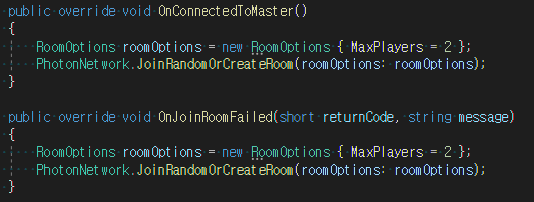 public override void OnConnectedToMaster()
{
    RoomOptions roomOptions = new RoomOptions { MaxPlayers = 2 };
    PhotonNetwork.JoinRandomOrCreateRoom(roomOptions: roomOptions);
}

public override void OnJoinRoomFailed(short returnCode, string message)
{
    RoomOptions roomOptions = new RoomOptions { MaxPlayers = 2 };
    PhotonNetwork.JoinRandomOrCreateRoom(roomOptions: roomOptions);
}